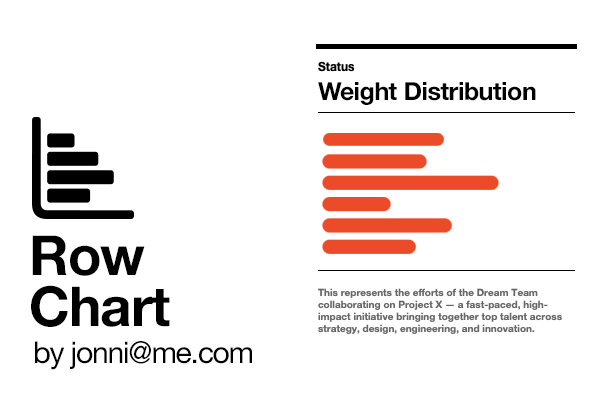 Row
Chart
by jonni@me.com
Status
Weight Distribution
This represents the efforts of the Dream Team
collaborating on Project X — a fast-paced, high-
impact initiative bringing together top talent across
strategy, design, engineering, and innovation.